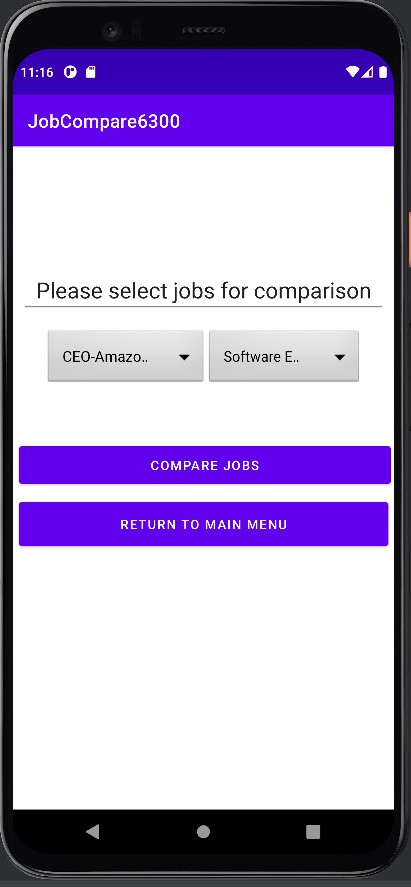 11:16
JobCompare6300
Please select jobs for comparison
CEO-Amazo.. Software E..
COMPARE JOBS
RETURN TO MAIN MENU